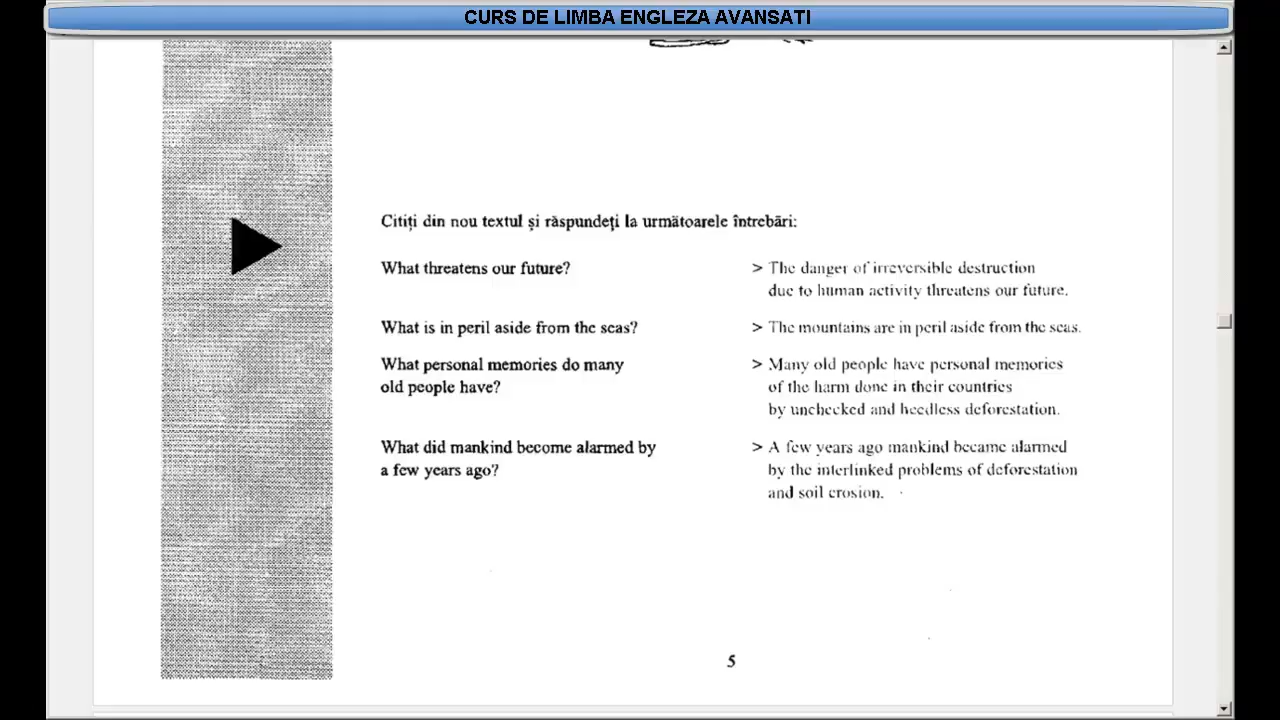 CURS DE LIMBA ENGLEZA AVANSATI
Citiți din nou textul și răspundeți la următoarele întrebări:
What threatens our future?
> The danger of irreversible destruction
due to human activity threatens our future.
What is in peril aside from the seas?
> The mountains are in peril aside from the seas.
What personal memories do many
old people have?
> Many old people have personal memories
of the harm done in their countries
by unchecked and heedless deforestation.
What did mankind become alarmed by
a few years ago?
> A few years ago mankind became alarmed
by the interlinked problems of deforestation
and soil erosion.
5